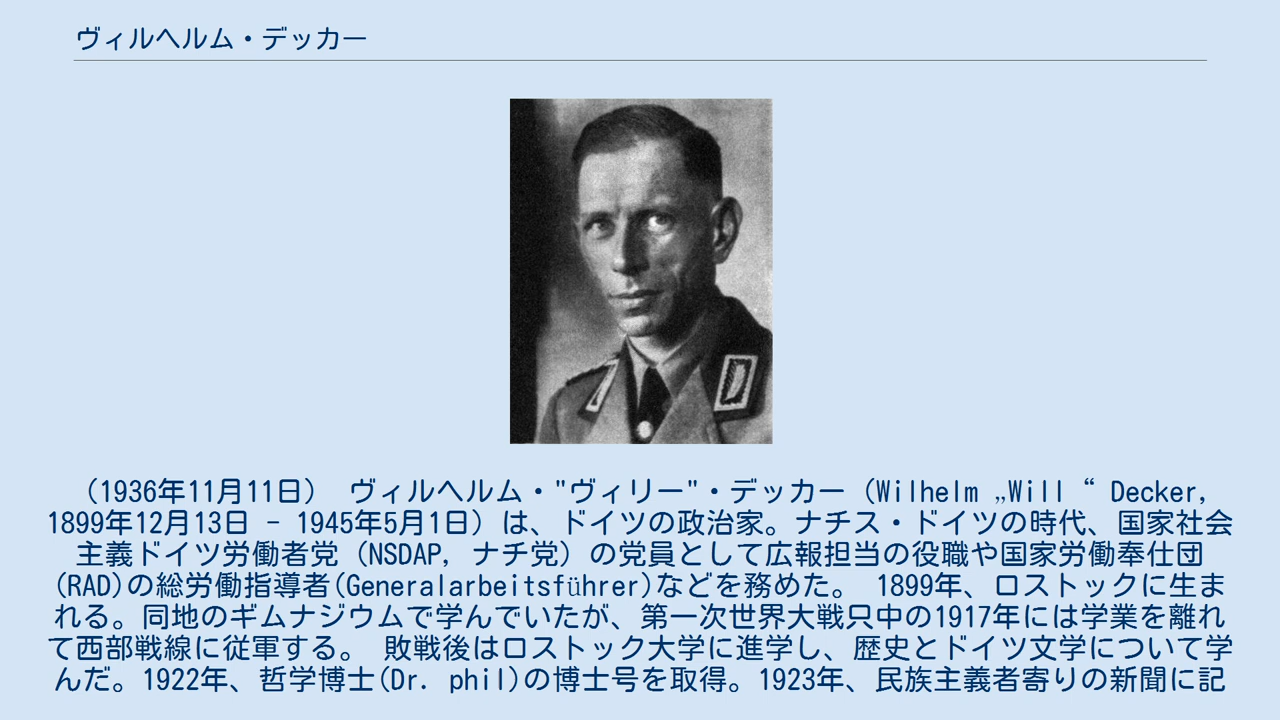 ヴィルヘルム・デッカー
（1936年11月11日） ヴィルヘルム・"ヴィリー"・デッカー（Wilhelm „Will “ Decker,
1899年12月13日 - 1945年5月1日）は、ドイツの政治家。ナチス・ドイツの時代、国家社会
主義ドイツ労働者党（NSDAP, ナチ党）の党員として広報担当の役職や国家労働奉仕団
(RAD)の総労働指導者(Generalarbeitsführer)などを務めた。 1899年、ロストックに生ま
れる。同地のギムナジウムで学んでいたが、第一次世界大戦只中の1917年には学業を離れ
て西部戦線に従軍する。 敗戦後はロストック大学に進学し、歴史とドイツ文学について学
んだ。1922年、哲学博士(Dr. phil)の博士号を取得。1923年、民族主義者寄りの新聞に記